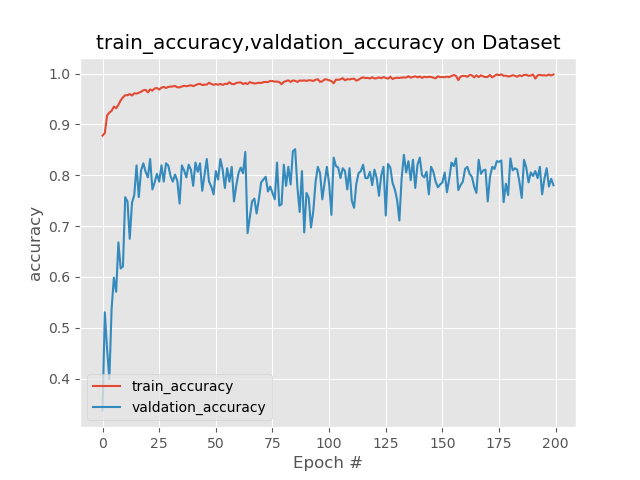 train_accuracy,valdation_accuracy on Dataset
1.0
0.9
0.8
0.7
0.6
0.5
0.4
accuracy
train_accuracy
valdation_accuracy
0 25 50 75 100 125 150 175 200
Epoch #